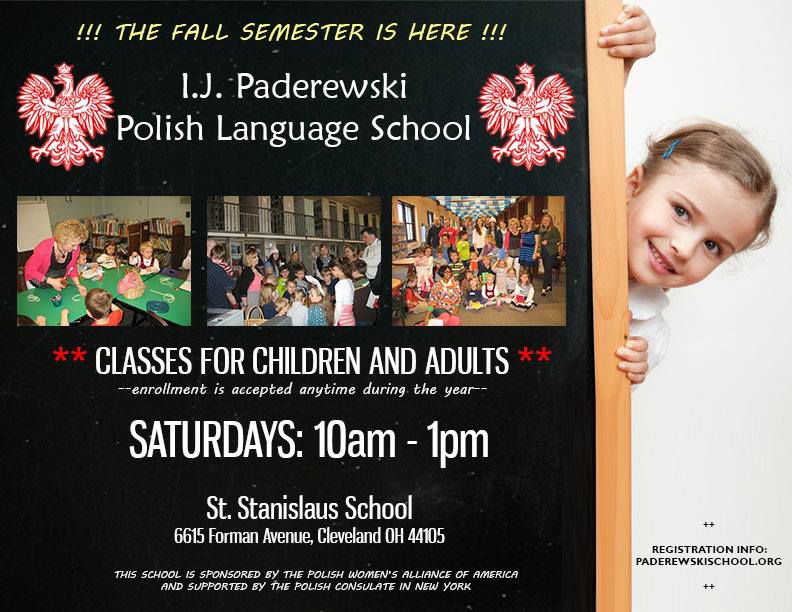 !!! THE FALL SEMESTER IS HERE !!!
I.J. Paderewski
Polish Language School
** CLASSES FOR CHILDREN AND ADULTS **
--enrollment is accepted anytime during the year--
SATURDAYS: 10am - 1pm
St. Stanislaus School
6615 Forman Avenue, Cleveland OH 44105
THIS SCHOOL IS SPONSORED BY THE POLISH WOMEN'S ALLIANCE OF AMERICA
AND SUPPORTED BY THE POLISH CONSULATE IN NEW YORK
++
REGISTRATION INFO:
PADEREWSKISCHOOL.ORG
++